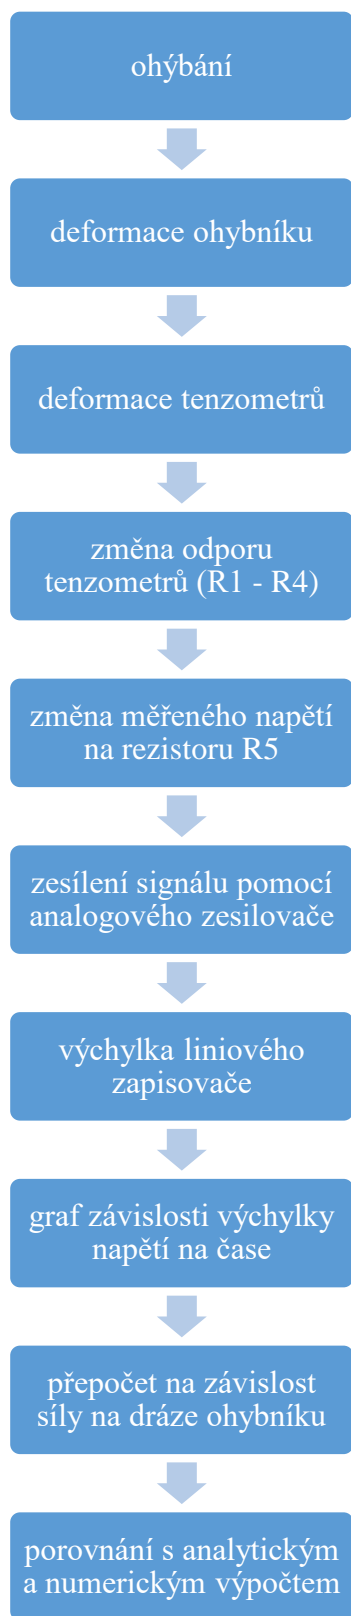 ohýbání
deformace ohybníku
deformace tenzometrů
změna odporu
tenzometrů (R1 - R4)
změna měřeného napětí
na rezistoru R5
zesílení signálu pomocí
analogového zesilovače
výchylka liniového
zapisovače
graf závislosti výchylky
napětí na čase
přepočet na závislost
síly na dráze ohybníku
porovnání s analytickým
a numerickým výpočtem